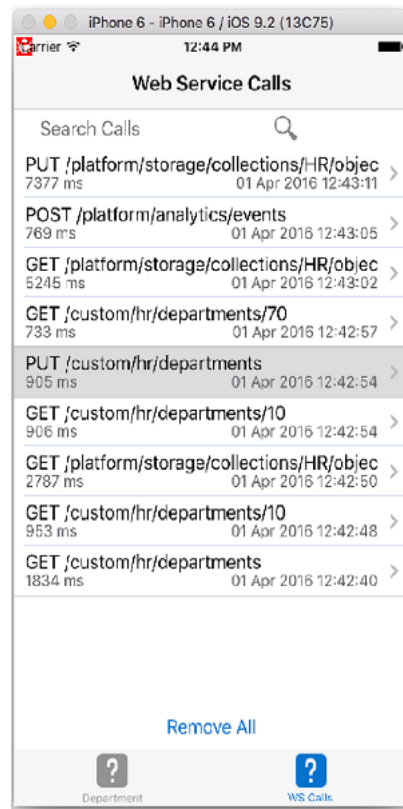 iPhone 6 - iPhone 6 / iOS 9.2 (13C75)
Carrier 12:44 PM
Web Service Calls
Search Calls
PUT /platform/storage/collections/HR/objec
7377 ms 01 Apr 2016 12:43:11
POST /platform/analytics/events
769 ms 01 Apr 2016 12:43:05
GET /platform/storage/collections/HR/objec
5245 ms 01 Apr 2016 12:43:02
GET /custom/hr/departments/70
733 ms 01 Apr 2016 12:42:57
PUT /custom/hr/departments
905 ms 01 Apr 2016 12:42:54
GET /custom/hr/departments/10
906 ms 01 Apr 2016 12:42:54
GET /platform/storage/collections/HR/objec
2787 ms 01 Apr 2016 12:42:50
GET /custom/hr/departments/10
953 ms 01 Apr 2016 12:42:48
GET /custom/hr/departments
1834 ms 01 Apr 2016 12:42:40
Remove All
? ?
Department WS Calls